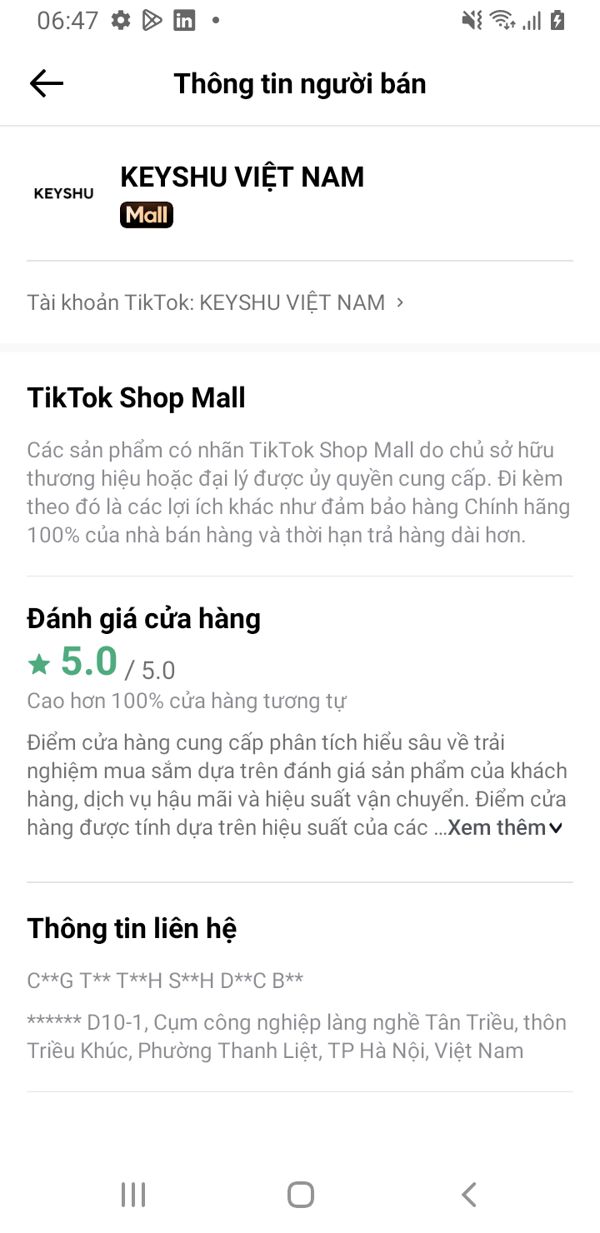 06:47
Thông tin người bán
KEYSHU
KEYSHU VIỆT NAM
Mall
Tài khoản TikTok: KEYSHU VIỆT NAM
TikTok Shop Mall
Các sản phẩm có nhãn TikTok Shop Mall do chủ sở hữu
thương hiệu hoặc đại lý được ủy quyền cung cấp. Đi kèm
theo đó là các lợi ích khác như đảm bảo hàng Chính hãng
100% của nhà bán hàng và thời hạn trả hàng dài hơn.
Đánh giá cửa hàng
5.0 / 5.0
Cao hơn 100% cửa hàng tương tự
Điểm cửa hàng cung cấp phân tích hiểu sâu về trải
nghiệm mua sắm dựa trên đánh giá sản phẩm của khách
hàng, dịch vụ hậu mãi và hiệu suất vận chuyển. Điểm cửa
hàng được tính dựa trên hiệu suất của các ...Xem thêm
Thông tin liên hệ
C**G T** T**H S**H D**C B**
****** D10-1, Cụm công nghiệp làng nghề Tân Triều, thôn
Triều Khúc, Phường Thanh Liệt, TP Hà Nội, Việt Nam